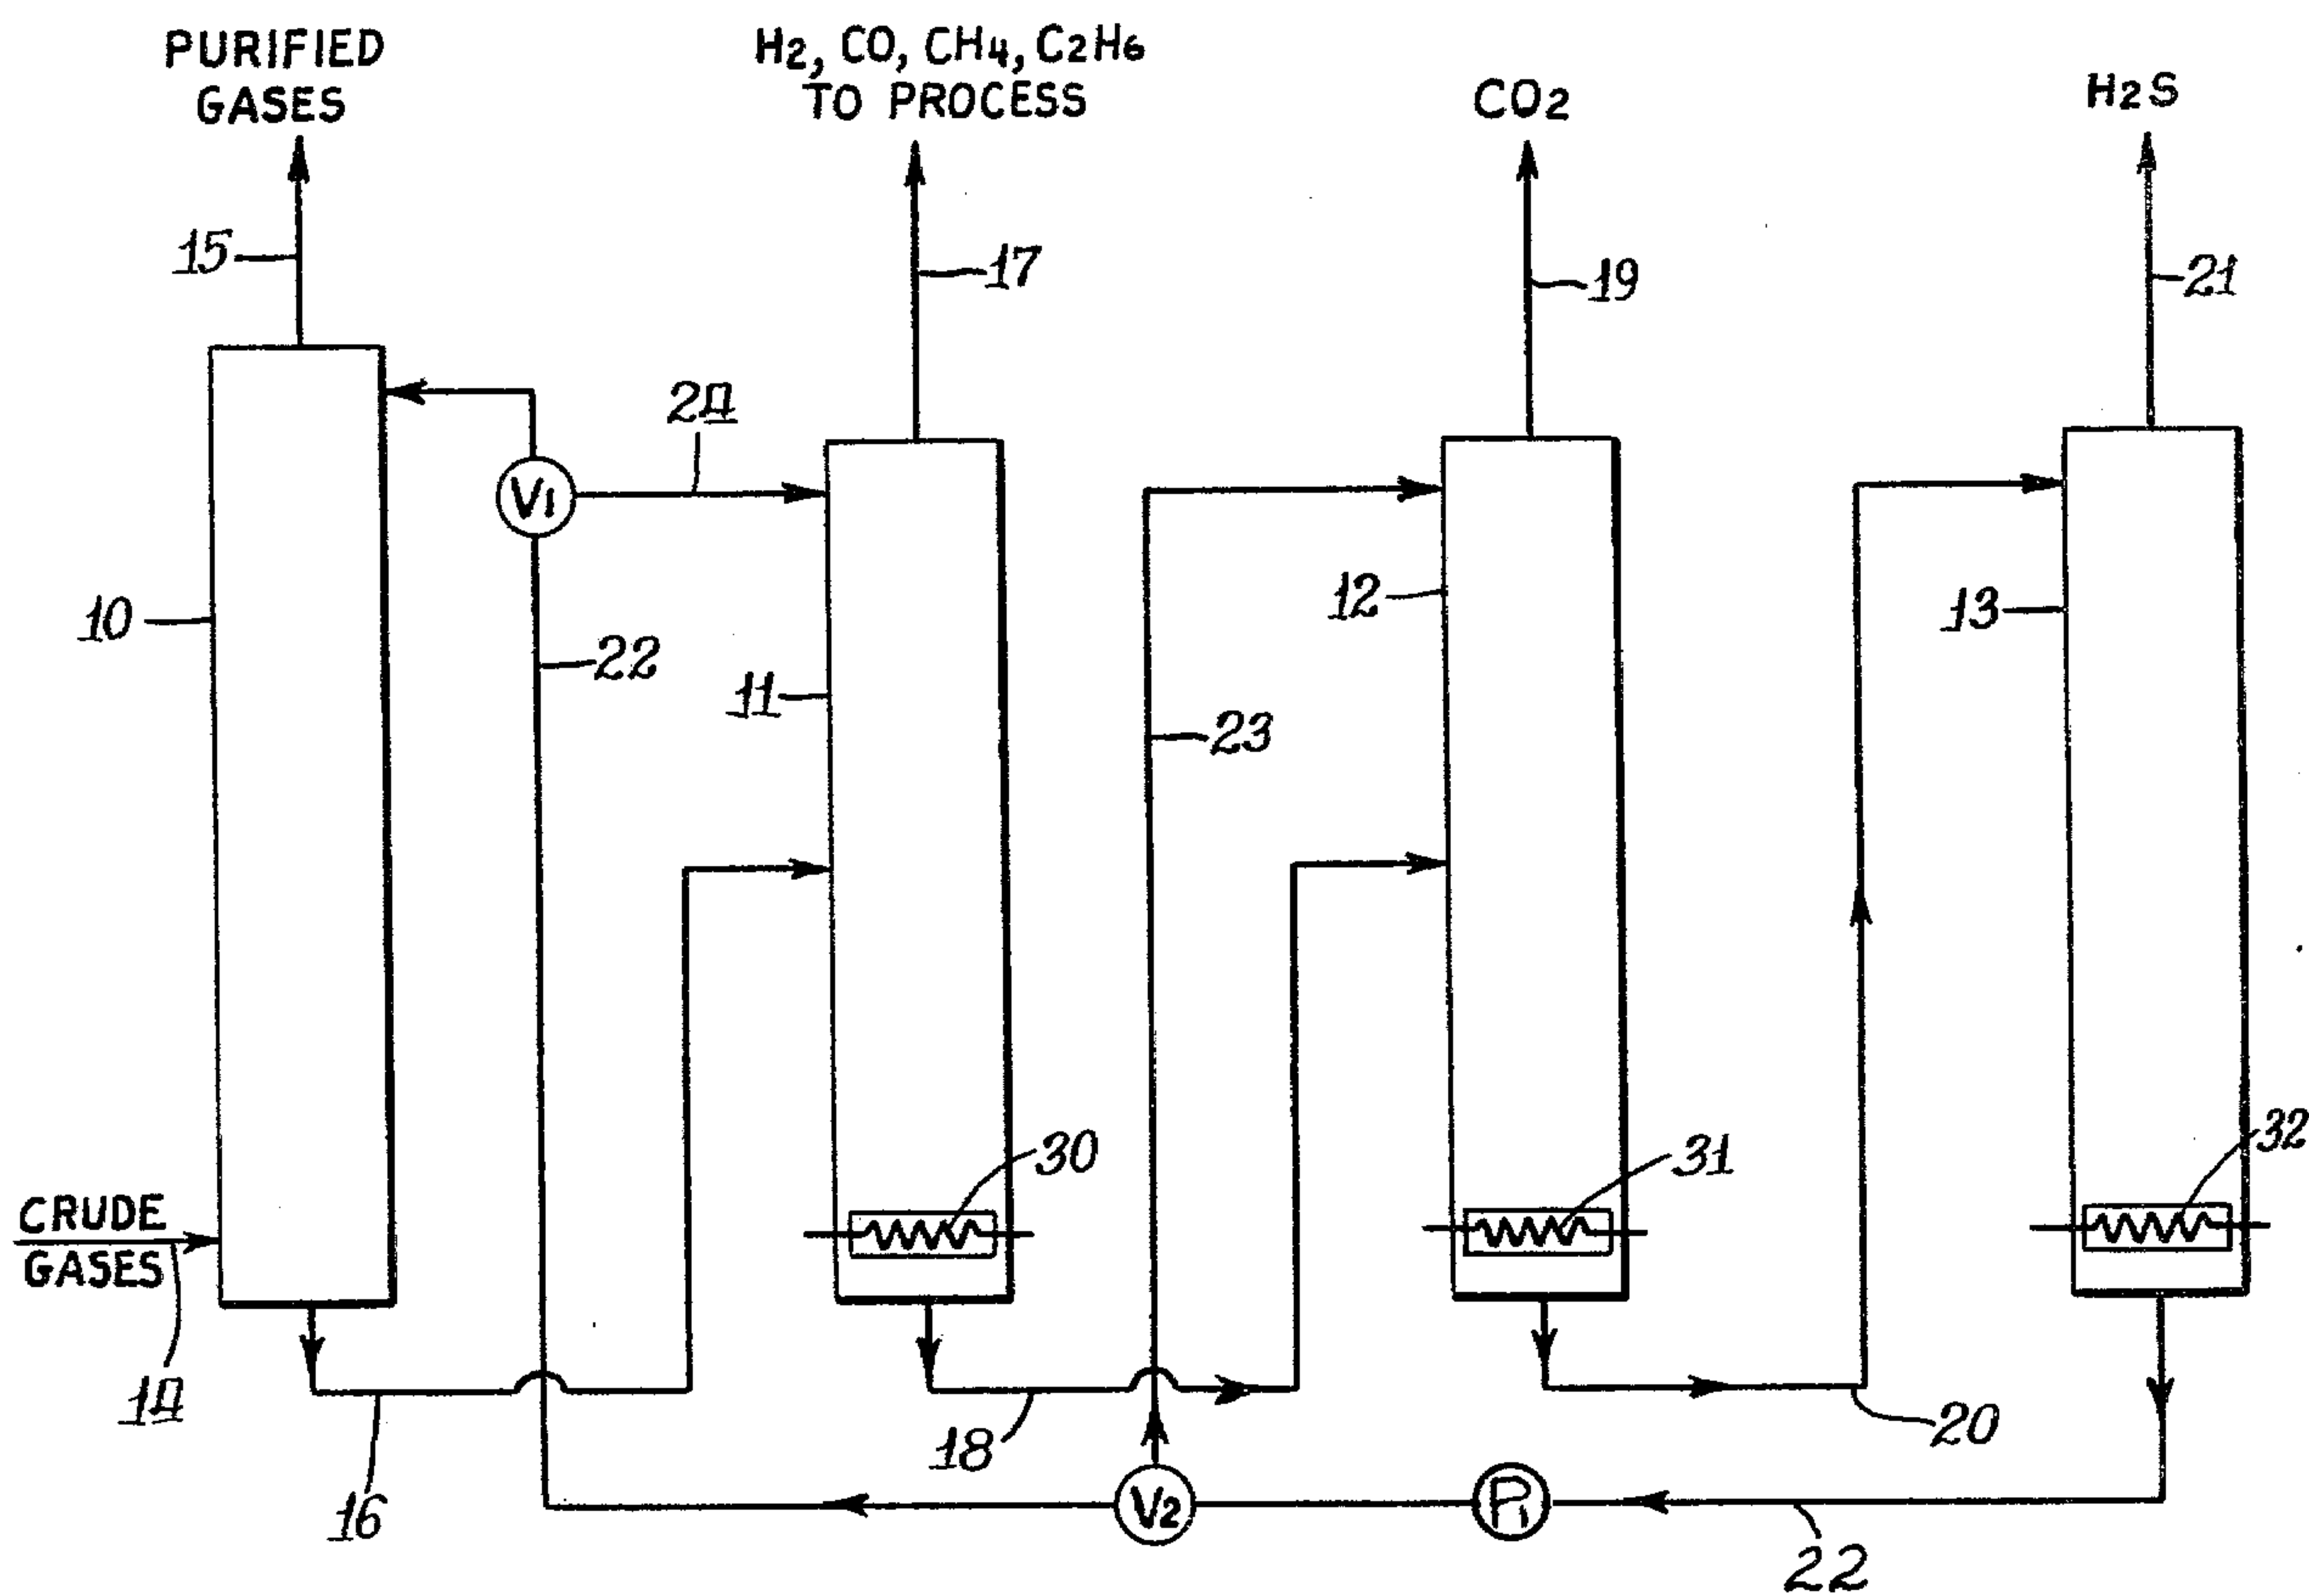 PURIFIED
GASES
H2, CO, CH4, C2H6
TO PROCESS
CO2
H2S
15
17
19
21
24
V1
10
22
11
12
13
23
30
31
32
CRUDE
GASES
14
16
18
20
V2
P1
22